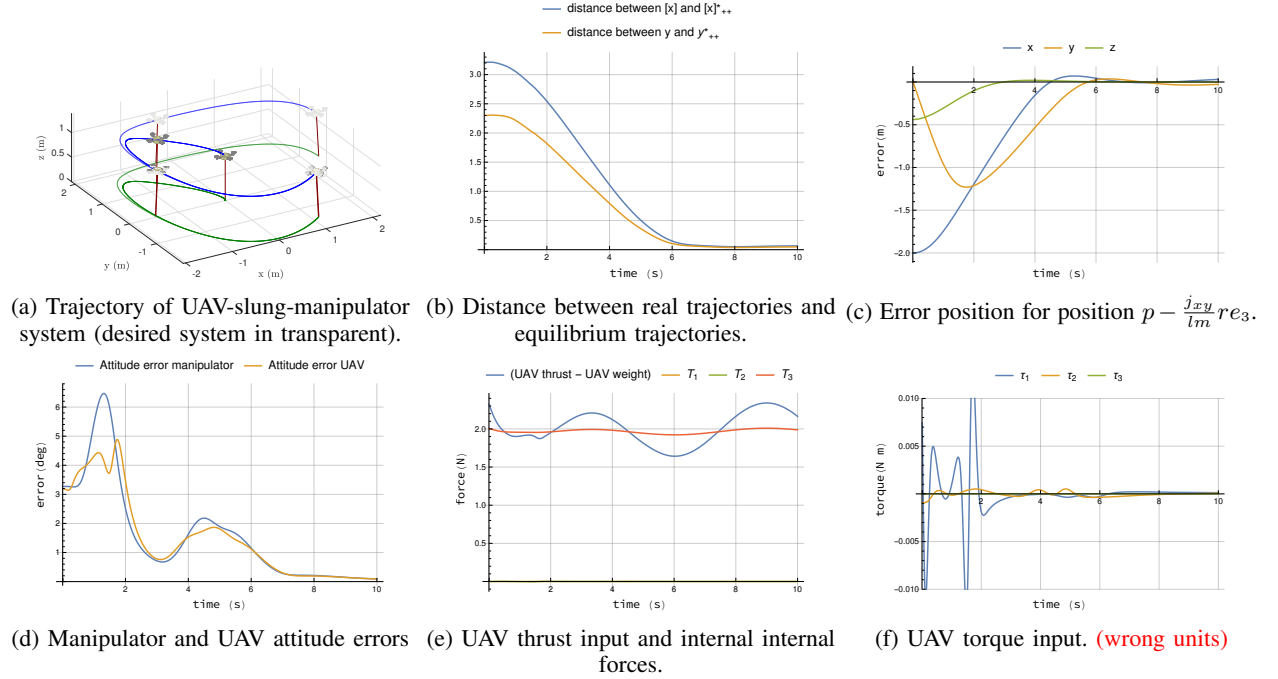 distance between [x] and [x]*++
distance between y and y*++
3.0
2.5
2.0
1.5
1.0
0.5
0
2
4
6
8
10
time (s)
x y z
0.0
-0.5
-1.0
-1.5
-2.0
error(m)
0
2
4
6
8
10
time (s)
z (m)
1
0.5
0
2
1
0
-1
-2
y (m)
-2
-1
0
1
2
x (m)
(a) Trajectory of UAV-slung-manipulator
system (desired system in transparent).
(b) Distance between real trajectories and
equilibrium trajectories.
(c) Error position for position p − j_xy/lm re₃.
Attitude error manipulator Attitude error UAV
6
5
4
3
2
1
error(deg)
2
4
6
8
10
time (s)
(UAV thrust − UAV weight) T₁ T₂ T₃
2.0
1.5
1.0
0.5
force(N)
2
4
6
8
10
time (s)
τ₁ τ₂ τ₃
0.010
0.005
0.000
-0.005
-0.010
torque(N m)
2
4
6
8
10
time (s)
(d) Manipulator and UAV attitude errors
(e) UAV thrust input and internal internal
forces.
(f) UAV torque input. (wrong units)